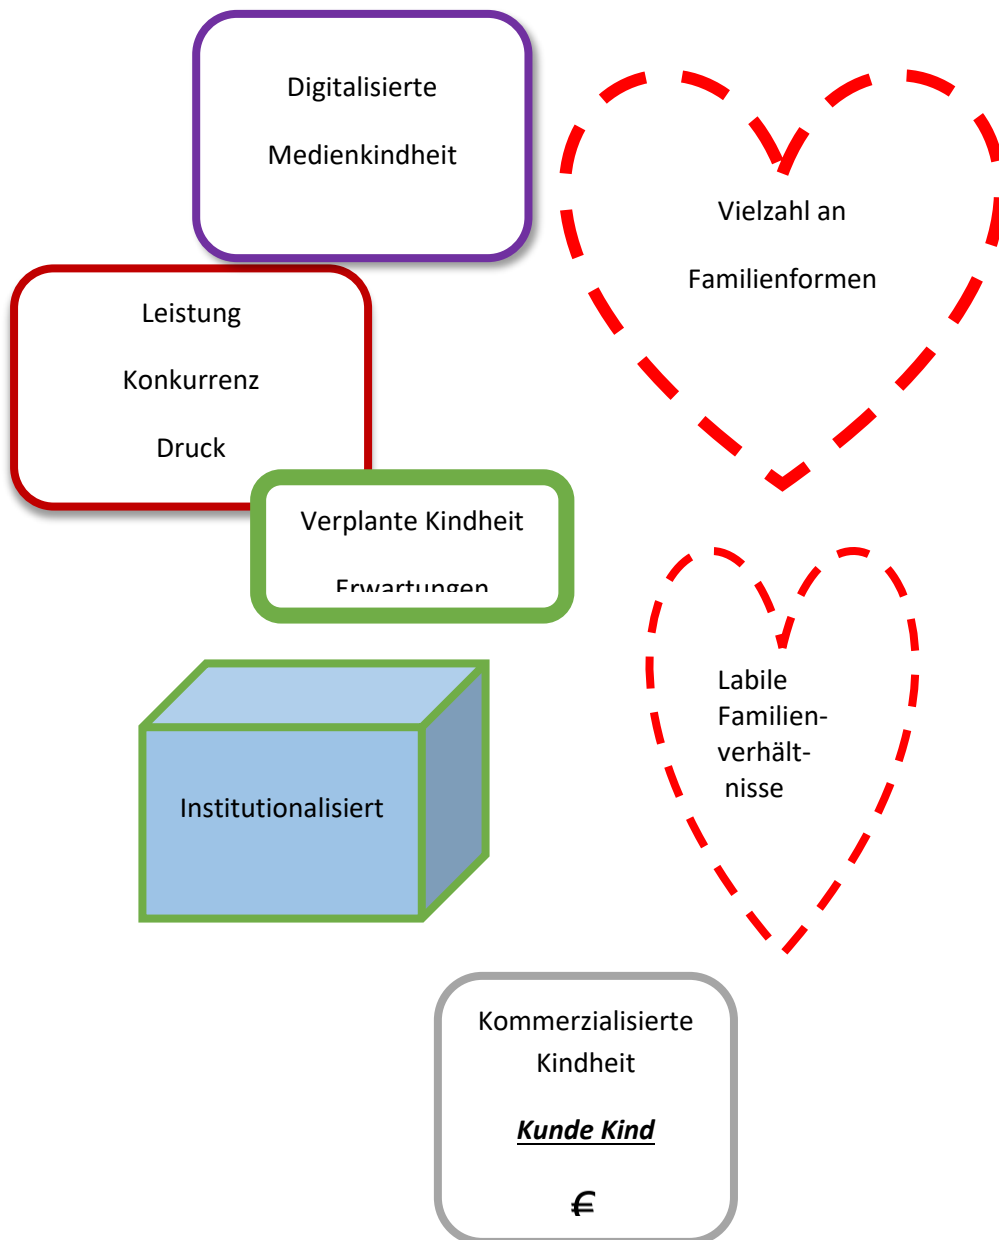 Digitalisierte
Medienkindheit
Vielzahl an
Familienformen
Leistung
Konkurrenz
Druck
Verplante Kindheit
Erwartungen
Labile
Familien-
verhält-
nisse
Institutionalisiert
Kommerzialisierte
Kindheit
Kunde Kind
€